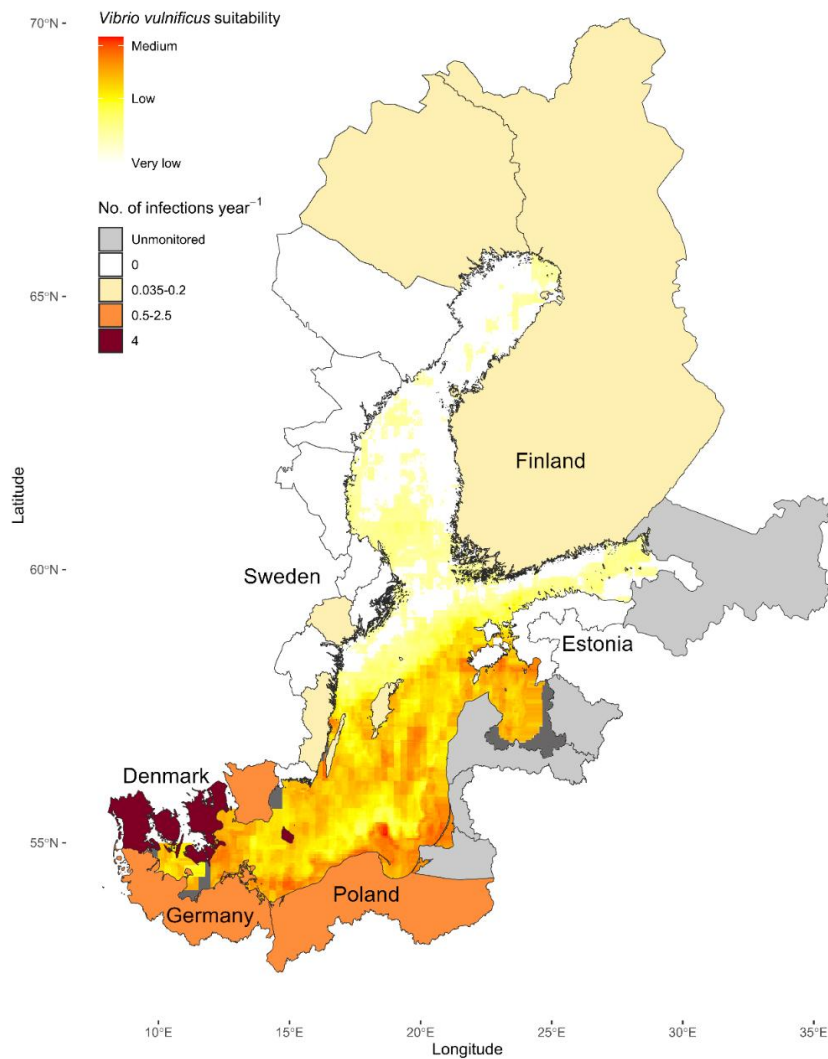 Vibrio vulnificus suitability
Medium
Low
Very low
No. of infections year⁻¹
Unmonitored
0
0.035-0.2
0.5-2.5
4
70°N
65°N
60°N
55°N
Latitude
Finland
Sweden
Estonia
Denmark
Poland
Germany
10°E 15°E 20°E 25°E 30°E 35°E
Longitude